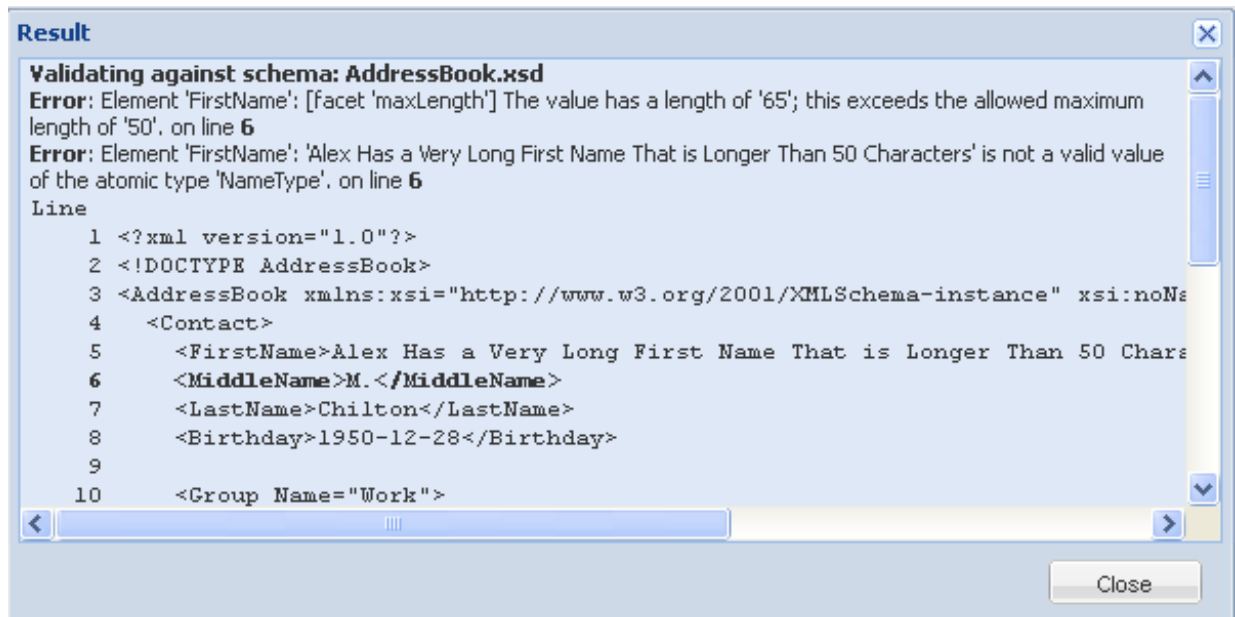 Result
Validating against schema: AddressBook.xsd
Error: Element 'FirstName': [facet 'maxLength'] The value has a length of '65'; this exceeds the allowed maximum
length of '50'. on line 6
Error: Element 'FirstName': 'Alex Has a Very Long First Name That is Longer Than 50 Characters' is not a valid value
of the atomic type 'NameType'. on line 6
Line
1 <?xml version="1.0"?>
2 <!DOCTYPE AddressBook>
3 <AddressBook xmlns:xsi="http://www.w3.org/2001/XMLSchema-instance" xsi:noNa
4 <Contact>
5 <FirstName>Alex Has a Very Long First Name That is Longer Than 50 Chara
6 <MiddleName>M.</MiddleName>
7 <LastName>Chilton</LastName>
8 <Birthday>1950-12-28</Birthday>
9
10 <Group Name="Work">
Close